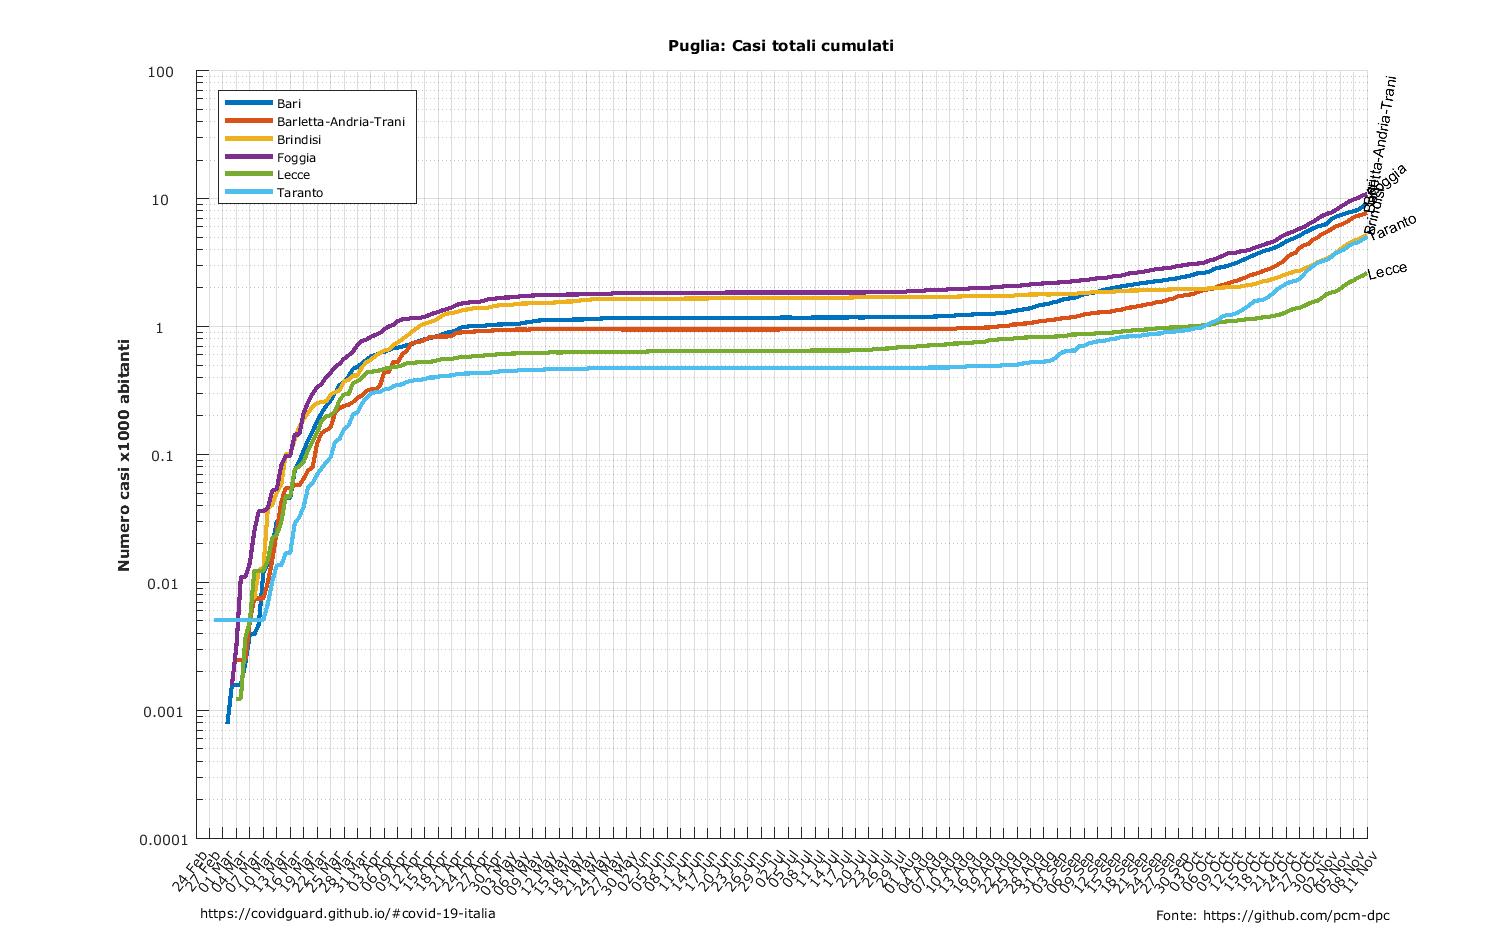 Puglia: Casi totali cumulati
Numero casi x1000 abitanti
100
10
1
0.1
0.01
0.001
0.0001
Bari
Barletta-Andria-Trani
Brindisi
Foggia
Lecce
Taranto
Barletta-Andria-Trani
Foggia
Brindisi
Taranto
Lecce
24 Feb
27 Feb
01 Mar
04 Mar
07 Mar
10 Mar
13 Mar
16 Mar
19 Mar
22 Mar
25 Mar
28 Mar
31 Mar
03 Apr
06 Apr
09 Apr
12 Apr
15 Apr
18 Apr
21 Apr
24 Apr
27 Apr
30 Apr
03 May
06 May
09 May
12 May
15 May
18 May
21 May
24 May
27 May
30 May
02 Jun
05 Jun
08 Jun
11 Jun
14 Jun
17 Jun
20 Jun
23 Jun
26 Jun
29 Jun
02 Jul
05 Jul
08 Jul
11 Jul
14 Jul
17 Jul
20 Jul
23 Jul
26 Jul
29 Jul
01 Aug
04 Aug
07 Aug
10 Aug
13 Aug
16 Aug
19 Aug
22 Aug
25 Aug
28 Aug
31 Aug
03 Sep
06 Sep
09 Sep
12 Sep
15 Sep
18 Sep
21 Sep
24 Sep
27 Sep
30 Sep
03 Oct
06 Oct
09 Oct
12 Oct
15 Oct
18 Oct
21 Oct
24 Oct
27 Oct
30 Oct
02 Nov
05 Nov
08 Nov
11 Nov
https://covidguard.github.io/#covid-19-italia
Fonte: https://github.com/pcm-dpc